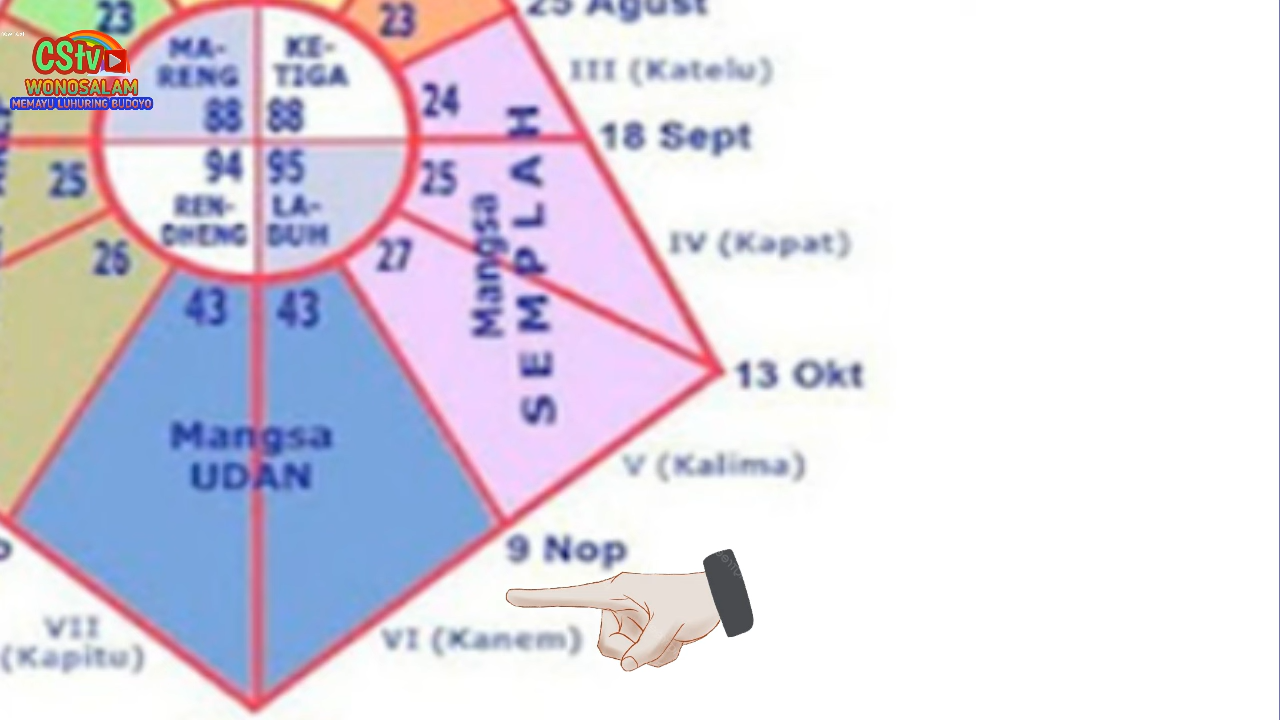 CStv
WONOSALAM
MEMAYU LUHURING BUDOYO
23
23
25 Agust
MA-
RENG
88
KE-
TIGA
88
III (Katelu)
24
18 Sept
94
REN-
DHENG
95
LA-
BUH
25
25
Mangsa
SEMPLAH
IV (Kapat)
26
27
43
43
13 Okt
Mangsa
UDAN
V (Kalima)
9 Nop
VI (Kanem)
VII
(Kapitu)